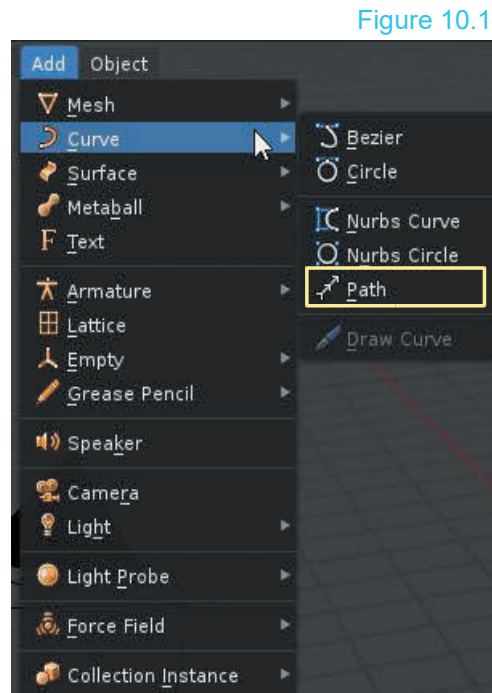 Figure 10.1
Add Object
Mesh
Curve
Surface
Metaball
Text
Armature
Lattice
Empty
Grease Pencil
Speaker
Camera
Light
Light Probe
Force Field
Collection Instance
Bezier
Circle
Nurbs Curve
Nurbs Circle
Path
Draw Curve